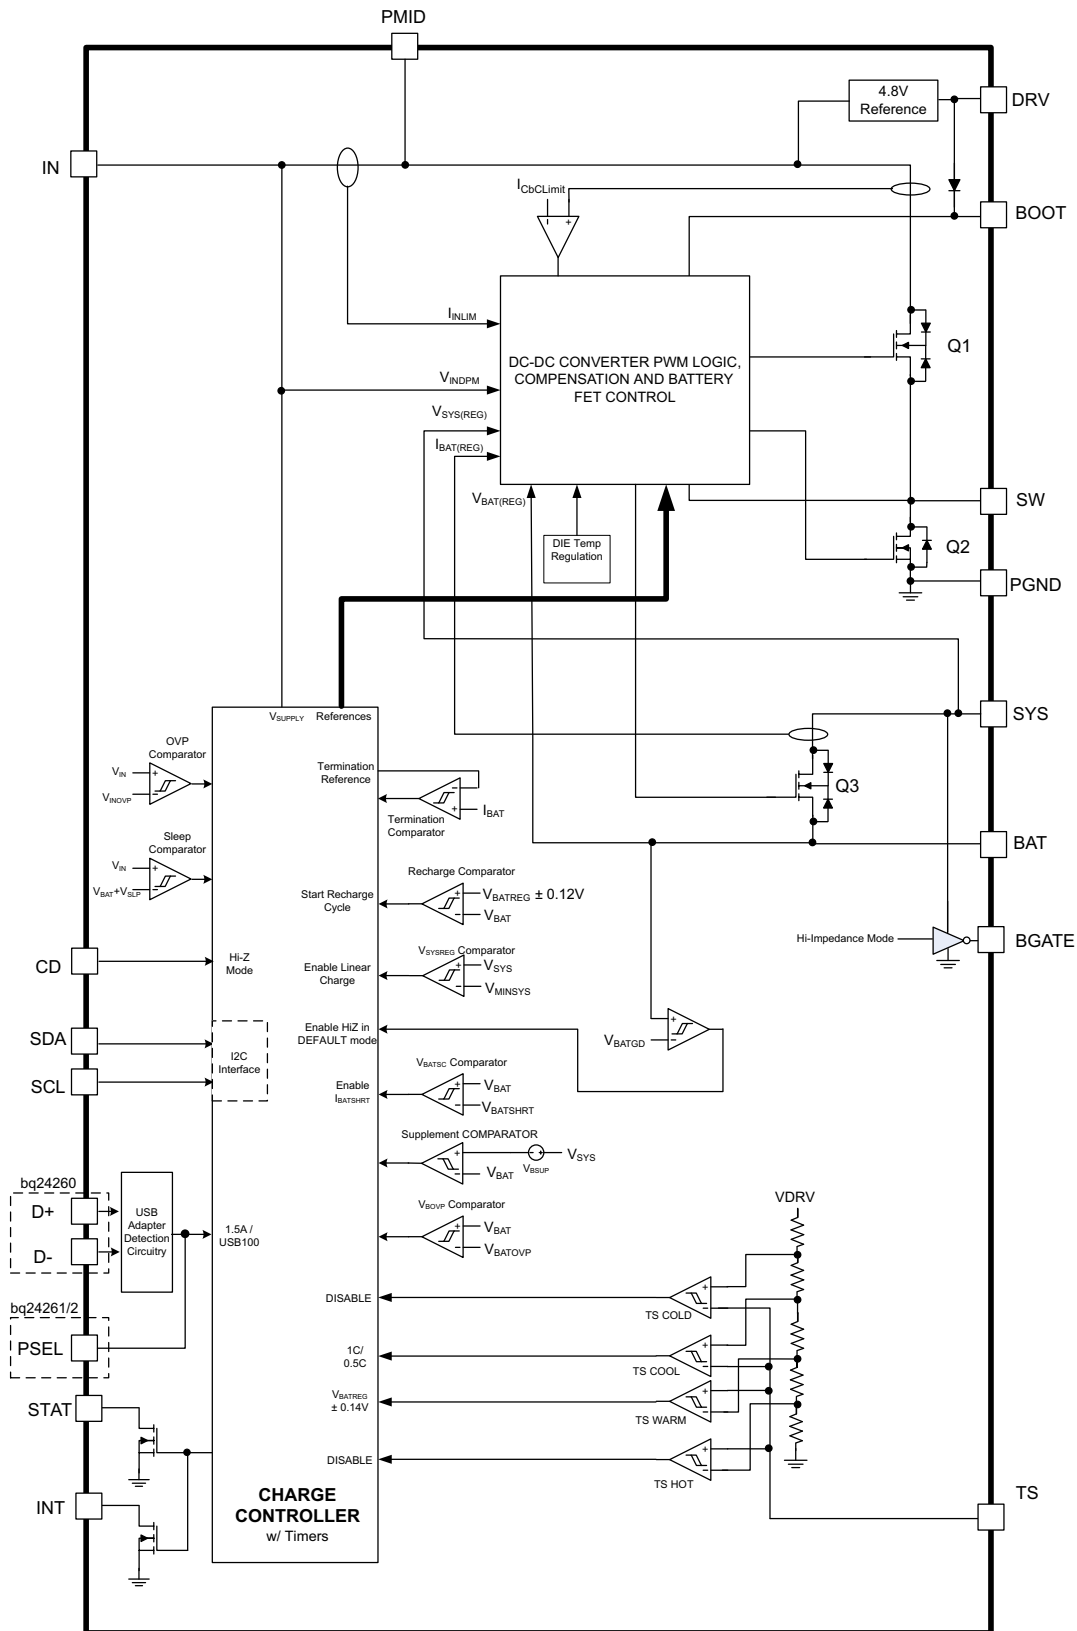 PMID
4.8V
Reference
DRV
IN
ICbCLimit
BOOT
- +
IINLIM
DC-DC CONVERTER PWM LOGIC,
COMPENSATION AND BATTERY
FET CONTROL
Q1
VINDPM
VSYS(REG)
IBAT(REG)
VBAT(REG)
SW
DIE Temp
Regulation
Q2
PGND
VSUPPLY References
SYS
OVP
Comparator
VIN
+
VINOVP
-
Termination
Reference
-
+
IBAT
Termination
Comparator
Q3
Sleep
Comparator
VIN
+
VBAT+VSLP
-
BAT
Recharge Comparator
Start Recharge
Cycle
+
VBATREG ± 0.12V
-
VBAT
Hi-Impedance Mode
BGATE
CD
Hi-Z
Mode
VSYSREG Comparator
Enable Linear
Charge
+
VSYS
-
VMINSYS
SDA
SCL
I2C
Interface
Enable HiZ in
DEFAULT mode
+
VBATGD
-
VBATSC Comparator
Enable
IBATSHRT
+
VBAT
-
VBATSHRT
Supplement COMPARATOR
+
- +
VSYS
VBSUP
-
VBAT
bq24260
D+
D-
USB
Adapter
Detection
Circuitry
1.5A /
USB100
VBOVP Comparator
+
VBAT
-
VBATOVP
VDRV
bq24261/2
PSEL
DISABLE
+
-
TS COLD
1C/
0.5C
+
-
TS COOL
VBATREG
± 0.14V
+
-
TS WARM
STAT
DISABLE
+
-
TS HOT
INT
CHARGE
CONTROLLER
w/ Timers
TS